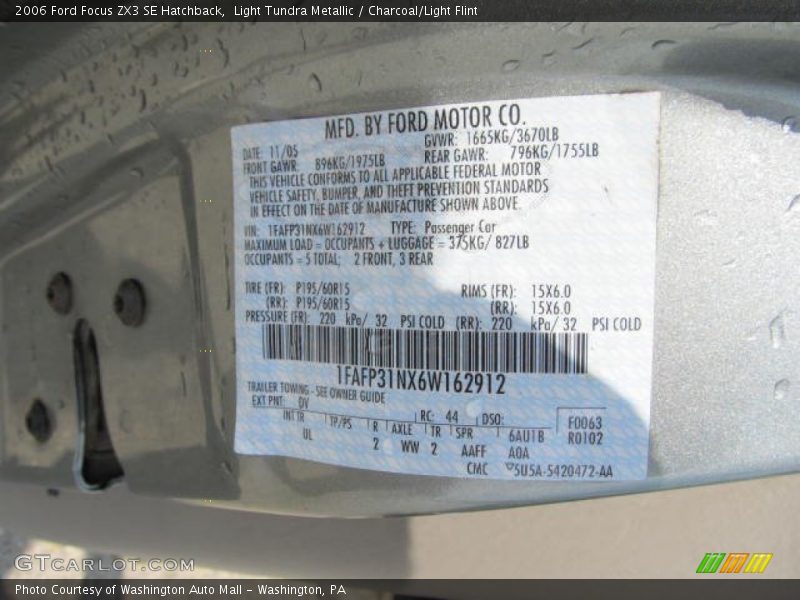 2006 Ford Focus ZX3 SE Hatchback, Light Tundra Metallic / Charcoal/Light Flint
MFD. BY FORD MOTOR CO.
DATE: 11/05 GVWR: 1665KG/3670LB
FRONT GAWR: 896KG/1975LB REAR GAWR: 796KG/1755LB
THIS VEHICLE CONFORMS TO ALL APPLICABLE FEDERAL MOTOR
VEHICLE SAFETY, BUMPER, AND THEFT PREVENTION STANDARDS
IN EFFECT ON THE DATE OF MANUFACTURE SHOWN ABOVE.
VIN: 1FAFP31NX6W162912 TYPE: Passenger Car
MAXIMUM LOAD = OCCUPANTS + LUGGAGE = 375KG/ 827LB
OCCUPANTS = 5 TOTAL; 2 FRONT, 3 REAR
TIRE (FR): P195/60R15 RIMS (FR): 15X6.0
(RR): P195/60R15 (RR): 15X6.0
PRESSURE (FR): 220 kPa/ 32 PSI COLD (RR): 220 kPa/ 32 PSI COLD
1FAFP31NX6W162912
TRAILER TOWING - SEE OWNER GUIDE
EXT PNT: DV RC: 44 DSO: F0063
INT TR TP/PS R AXLE TR SPR 6AU1B R0102
UL 2 WW 2 AAFF AOA
CMC 5U5A-5420472-AA
GTCarLot.com
Photo Courtesy of Washington Auto Mall - Washington, PA